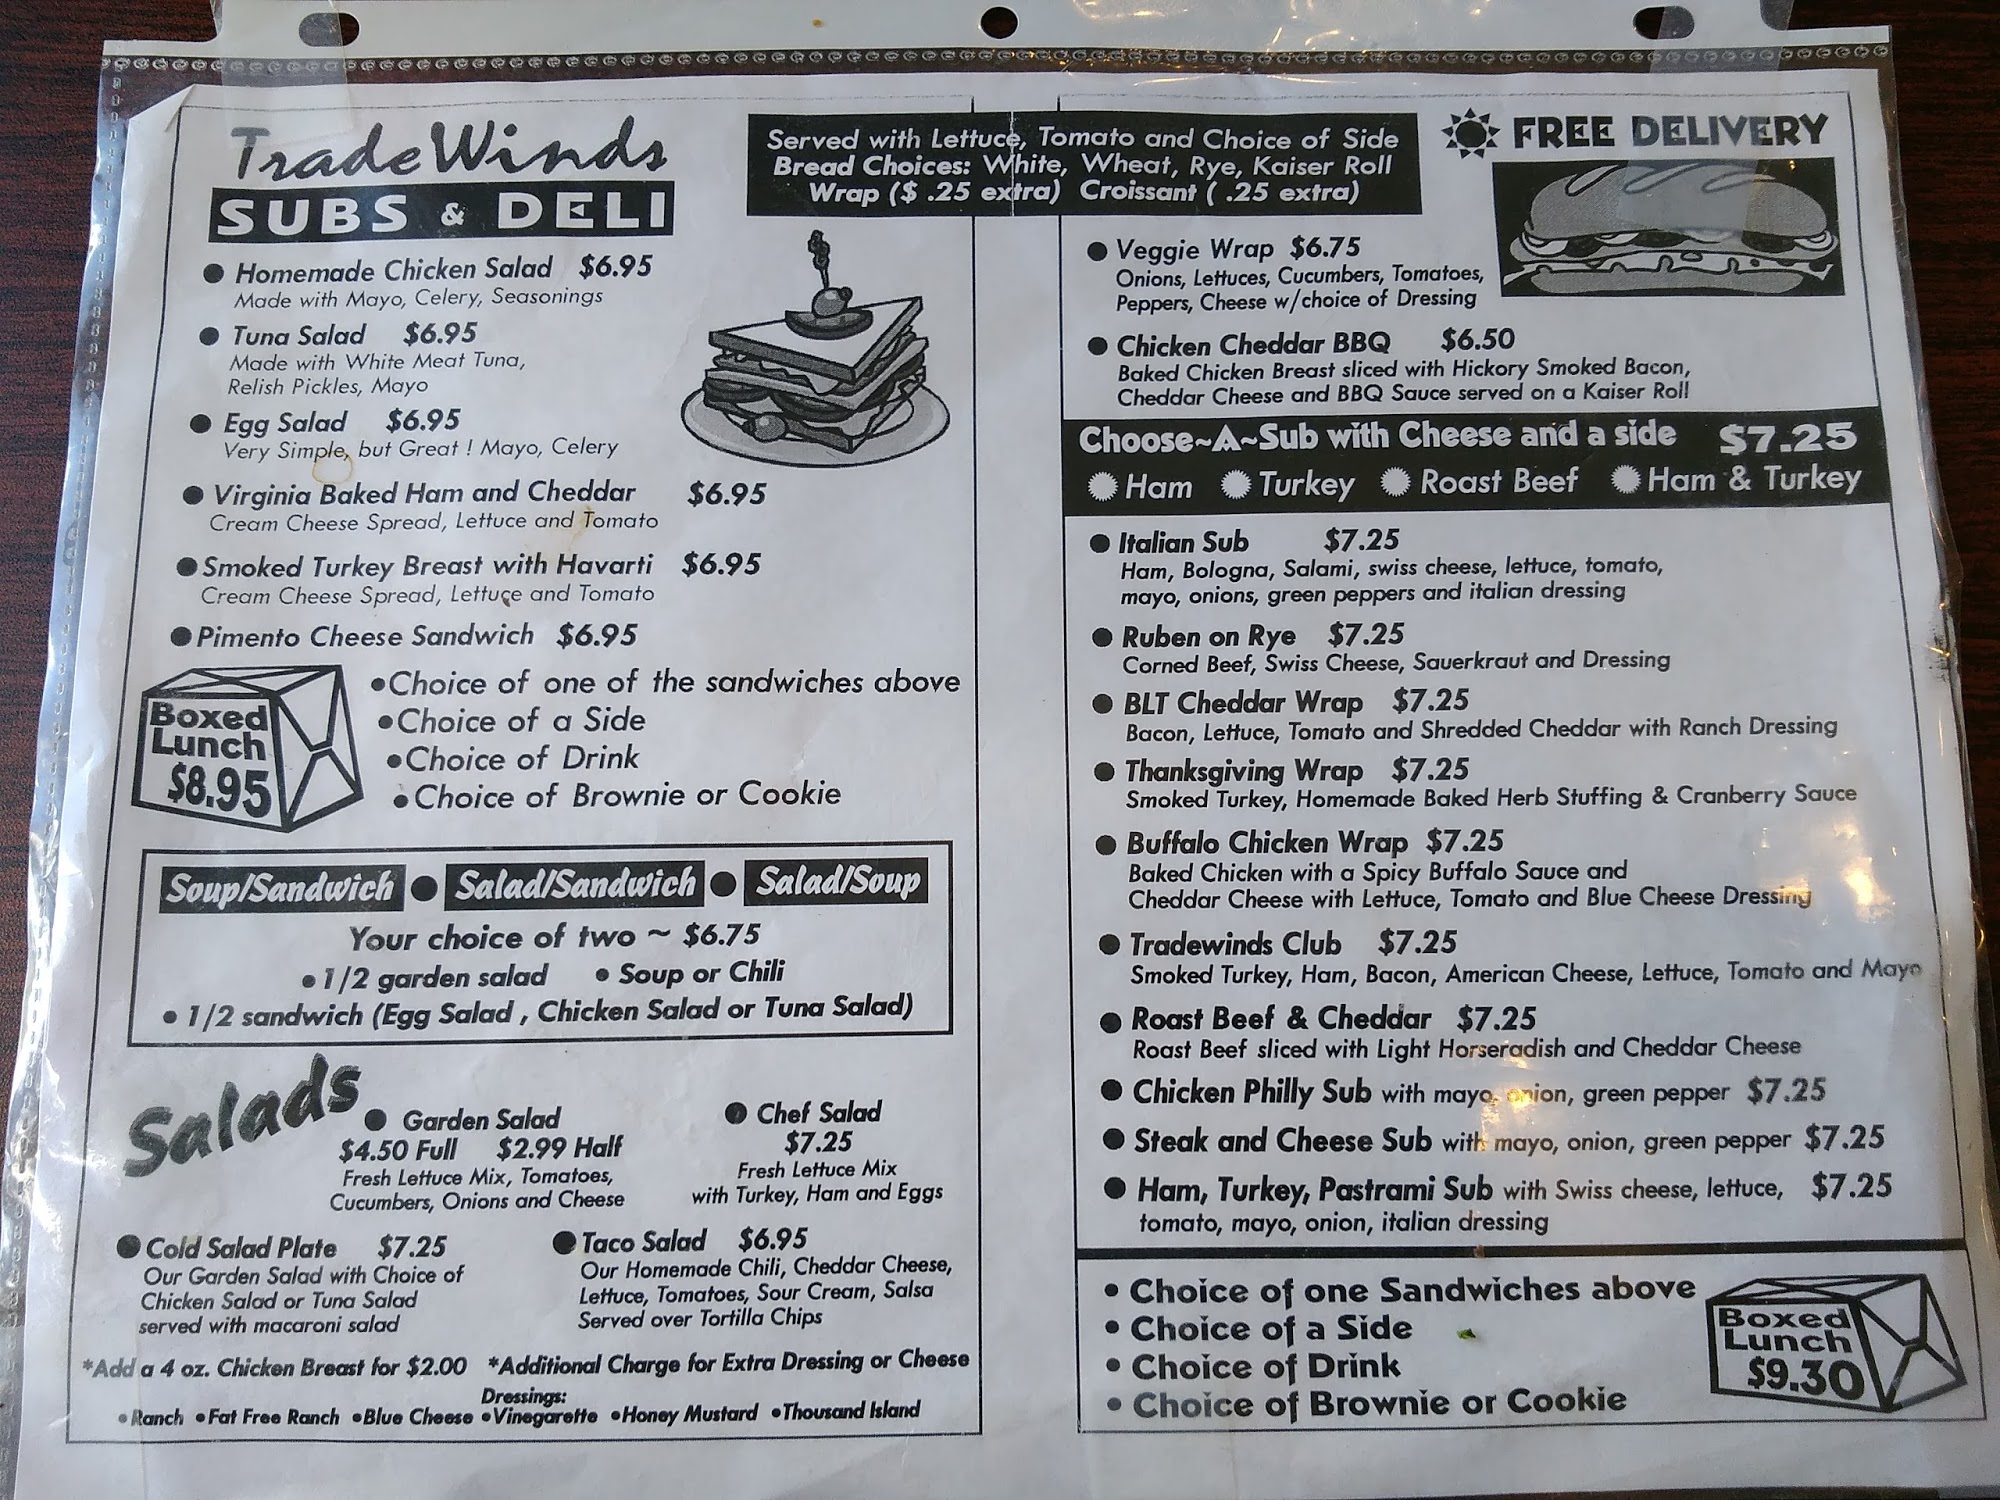 TradeWinds
SUBS & DELI
Served with Lettuce, Tomato and Choice of Side
Bread Choices: White, Wheat, Rye, Kaiser Roll
Wrap ($ .25 extra) Croissant ( .25 extra)
FREE DELIVERY
● Homemade Chicken Salad $6.95
Made with Mayo, Celery, Seasonings
● Tuna Salad $6.95
Made with White Meat Tuna,
Relish Pickles, Mayo
● Egg Salad $6.95
Very Simple, but Great ! Mayo, Celery
● Virginia Baked Ham and Cheddar $6.95
Cream Cheese Spread, Lettuce and Tomato
● Smoked Turkey Breast with Havarti $6.95
Cream Cheese Spread, Lettuce and Tomato
● Pimento Cheese Sandwich $6.95
Boxed
Lunch
$8.95
● Choice of one of the sandwiches above
● Choice of a Side
● Choice of Drink
● Choice of Brownie or Cookie
Soup/Sandwich ● Salad/Sandwich ● Salad/Soup
Your choice of two ~ $6.75
● 1/2 garden salad ● Soup or Chili
● 1/2 sandwich (Egg Salad , Chicken Salad or Tuna Salad)
Salads
● Garden Salad
$4.50 Full $2.99 Half
Fresh Lettuce Mix, Tomatoes,
Cucumbers, Onions and Cheese
● Chef Salad
$7.25
Fresh Lettuce Mix
with Turkey, Ham and Eggs
● Cold Salad Plate $7.25
Our Garden Salad with Choice of
Chicken Salad or Tuna Salad
served with macaroni salad
● Taco Salad $6.95
Our Homemade Chili, Cheddar Cheese,
Lettuce, Tomatoes, Sour Cream, Salsa
Served over Tortilla Chips
*Add a 4 oz. Chicken Breast for $2.00 *Additional Charge for Extra Dressing or Cheese
Dressings:
● Ranch ● Fat Free Ranch ● Blue Cheese ● Vinegarette ● Honey Mustard ● Thousand Island
● Veggie Wrap $6.75
Onions, Lettuces, Cucumbers, Tomatoes,
Peppers, Cheese w/choice of Dressing
● Chicken Cheddar BBQ $6.50
Baked Chicken Breast sliced with Hickory Smoked Bacon,
Cheddar Cheese and BBQ Sauce served on a Kaiser Roll
Choose~A~Sub with Cheese and a side $7.25
Ham Turkey Roast Beef Ham & Turkey
● Italian Sub $7.25
Ham, Bologna, Salami, swiss cheese, lettuce, tomato,
mayo, onions, green peppers and italian dressing
● Ruben on Rye $7.25
Corned Beef, Swiss Cheese, Sauerkraut and Dressing
● BLT Cheddar Wrap $7.25
Bacon, Lettuce, Tomato and Shredded Cheddar with Ranch Dressing
● Thanksgiving Wrap $7.25
Smoked Turkey, Homemade Baked Herb Stuffing & Cranberry Sauce
● Buffalo Chicken Wrap $7.25
Baked Chicken with a Spicy Buffalo Sauce and
Cheddar Cheese with Lettuce, Tomato and Blue Cheese Dressing
● Tradewinds Club $7.25
Smoked Turkey, Ham, Bacon, American Cheese, Lettuce, Tomato and Mayo
● Roast Beef & Cheddar $7.25
Roast Beef sliced with Light Horseradish and Cheddar Cheese
● Chicken Philly Sub with mayo, onion, green pepper $7.25
● Steak and Cheese Sub with mayo, onion, green pepper $7.25
● Ham, Turkey, Pastrami Sub with Swiss cheese, lettuce, $7.25
tomato, mayo, onion, italian dressing
● Choice of one Sandwiches above
● Choice of a Side
● Choice of Drink
● Choice of Brownie or Cookie
Boxed
Lunch
$9.30